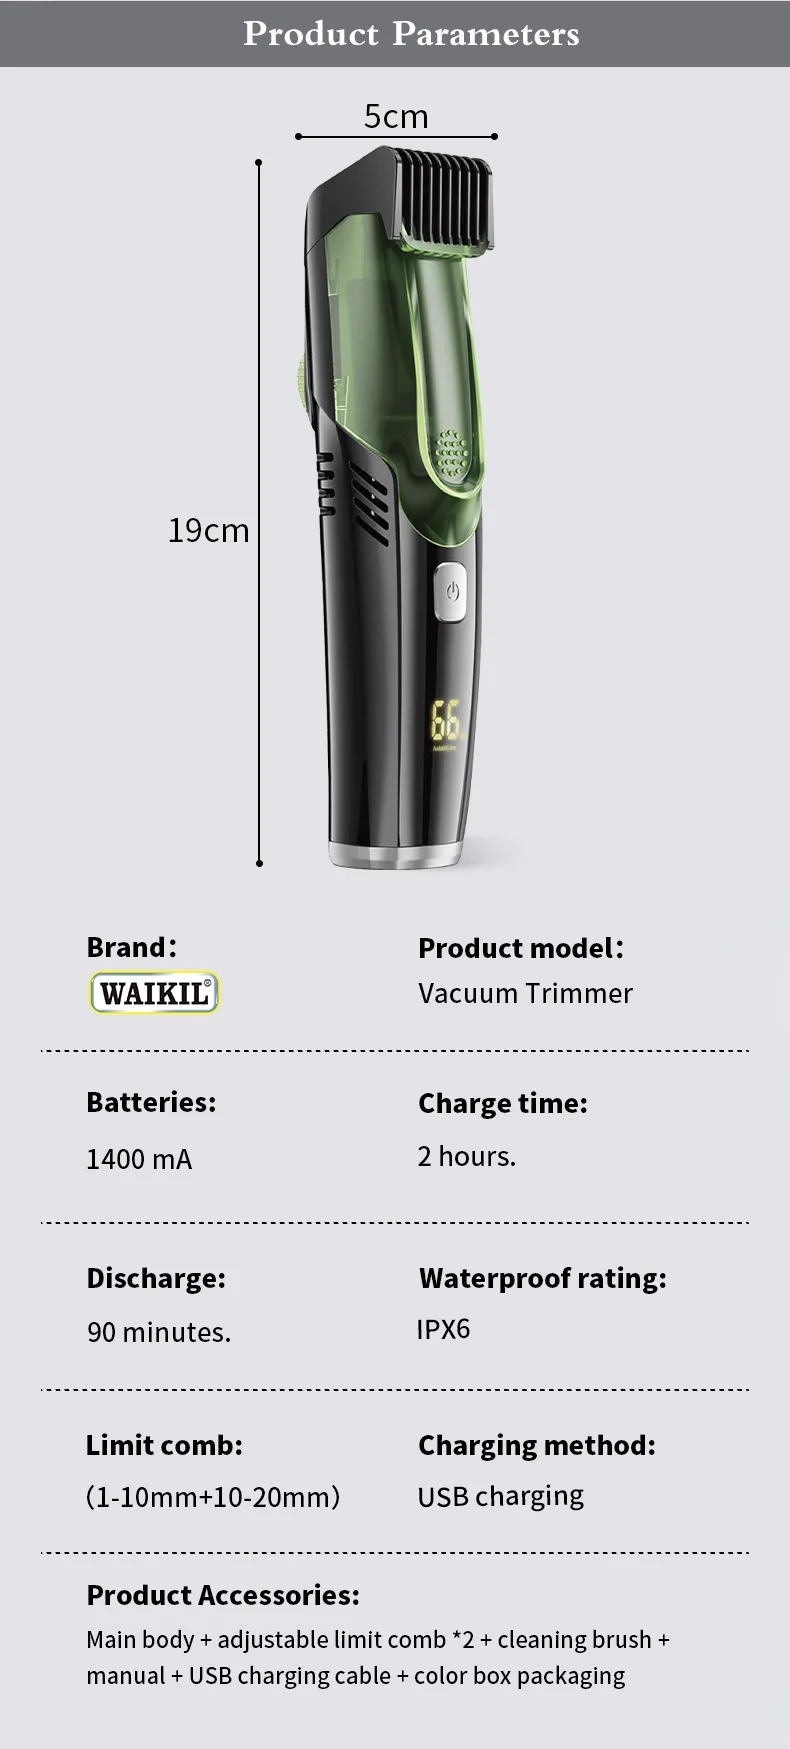 Product Parameters
5cm
19cm
66
Brand：
Product model：
WAIKIL®
Vacuum Trimmer
Batteries:
Charge time:
1400 mA
2 hours.
Discharge:
Waterproof rating:
90 minutes.
IPX6
Limit comb:
Charging method:
（1-10mm+10-20mm）
USB charging
Product Accessories:
Main body + adjustable limit comb *2 + cleaning brush +
manual + USB charging cable + color box packaging